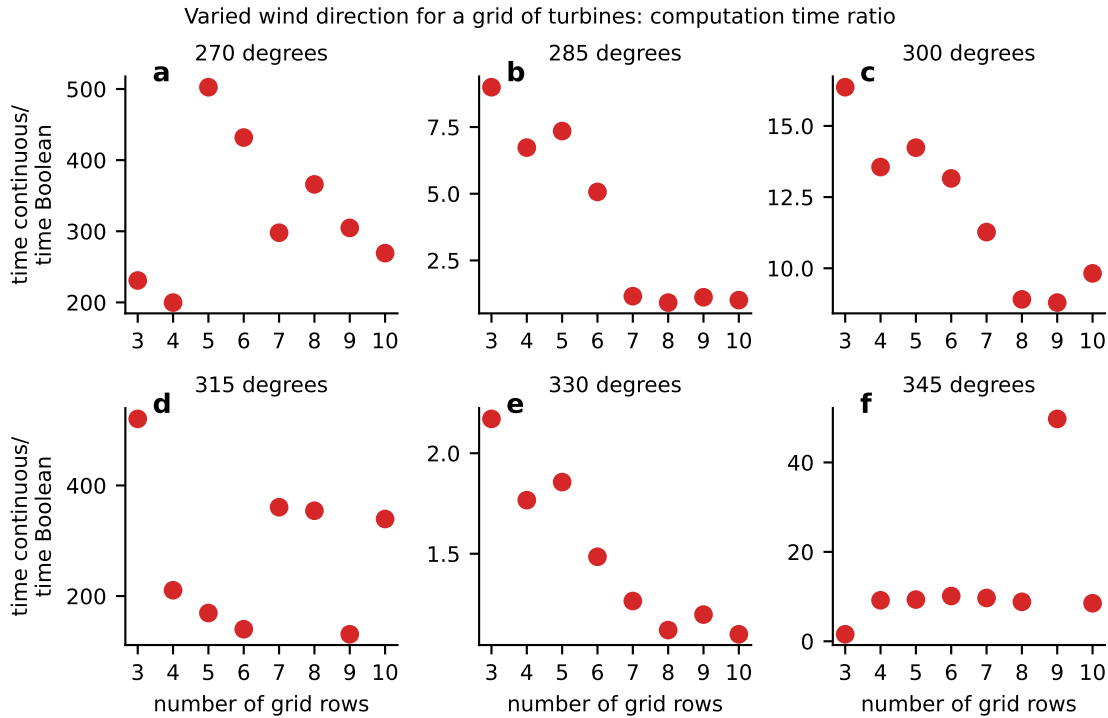 Varied wind direction for a grid of turbines: computation time ratio
a 270 degrees
b 285 degrees
c 300 degrees
time continuous/
time Boolean
500
400
300
200
3 4 5 6 7 8 9 10
7.5
5.0
2.5
3 4 5 6 7 8 9 10
15.0
12.5
10.0
3 4 5 6 7 8 9 10
d 315 degrees
e 330 degrees
f 345 degrees
time continuous/
time Boolean
400
200
3 4 5 6 7 8 9 10
number of grid rows
2.0
1.5
3 4 5 6 7 8 9 10
number of grid rows
40
20
0
3 4 5 6 7 8 9 10
number of grid rows